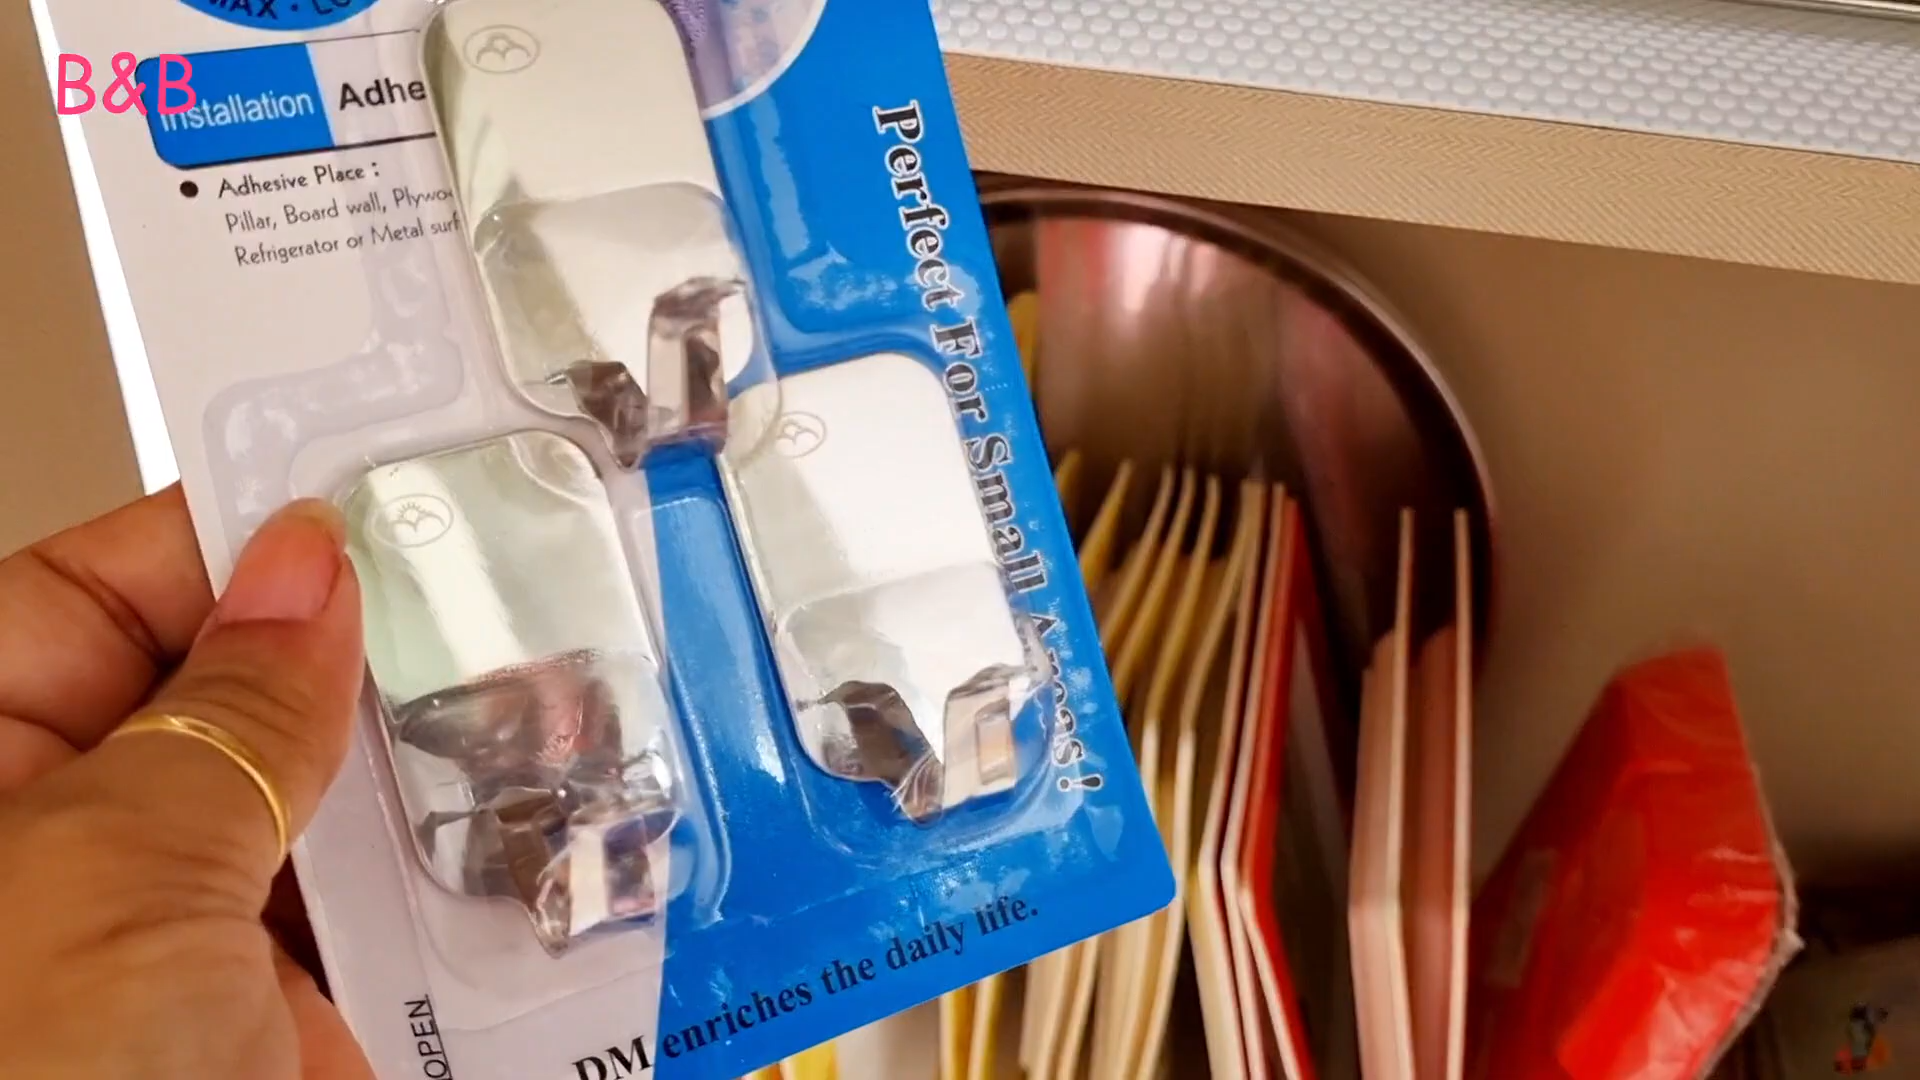 MAX
B&B
Installation Adhe
Adhesive Place :
Pillar, Board wall, Plywo
Refrigerator or Metal surf
Perfect For Small Areas!
DM enriches the daily life.
OPEN